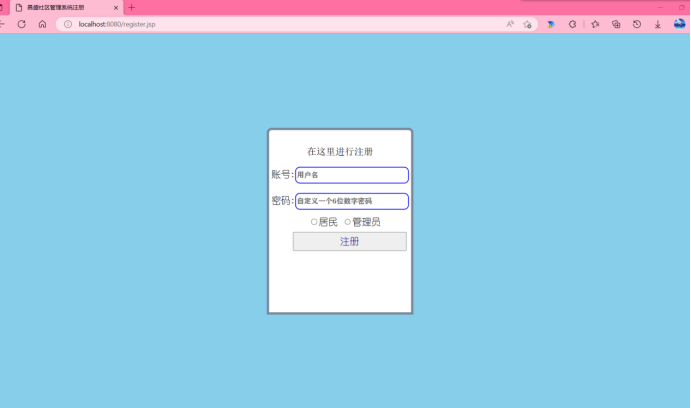 易盛社区管理系统注册
localhost:8080/register.jsp
在这里进行注册
账号: 用户名
密码: 自定义一个6位数字密码
居民 管理员
注册